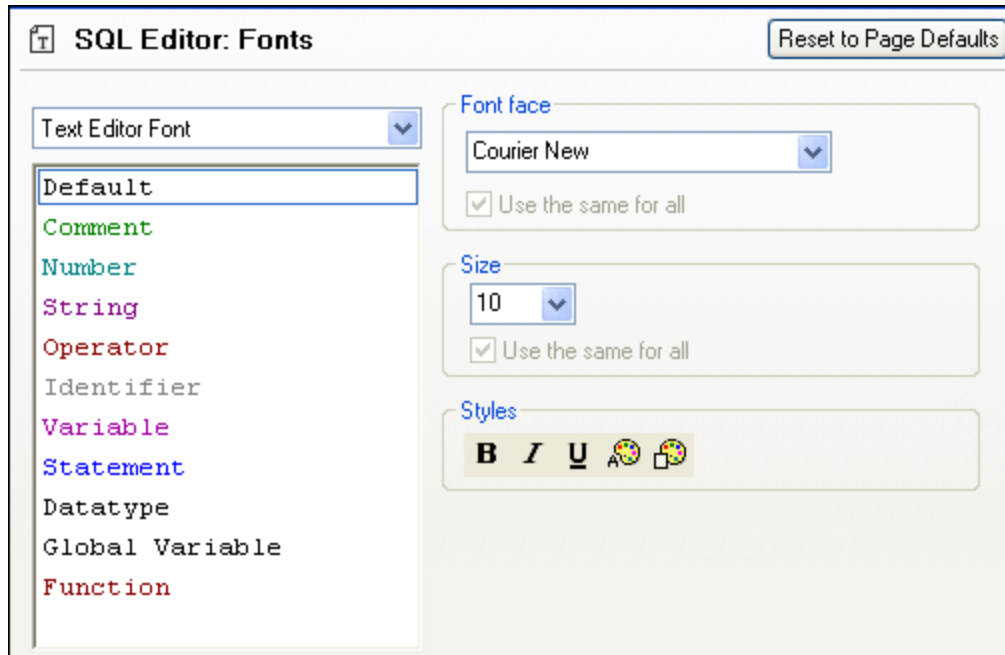 SQL Editor: Fonts
Reset to Page Defaults
Text Editor Font
Default
Comment
Number
String
Operator
Identifier
Variable
Statement
Datatype
Global Variable
Function
Font face
Courier New
Use the same for all
Size
10
Use the same for all
Styles
B I U